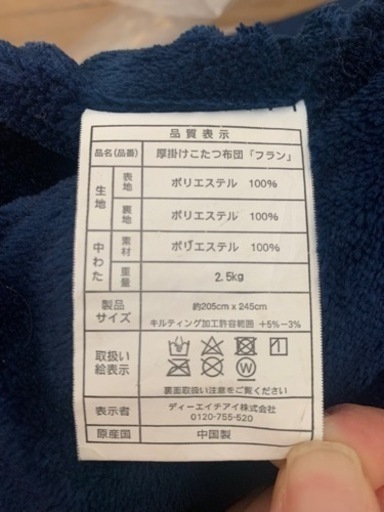 品質表示
品名(品番) 厚掛けこたつ布団「フラン」
生地 表地 ポリエステル 100%
裏地 ポリエステル 100%
中わた 素材 ポリエステル 100%
重量 2.5kg
製品サイズ 約205cm x 245cm
キルティング加工許容範囲 +5%−3%
取扱い絵表示
裏面取扱い注意をご覧ください
表示者 ディーエイチアイ株式会社
0120-755-520
原産国 中国製